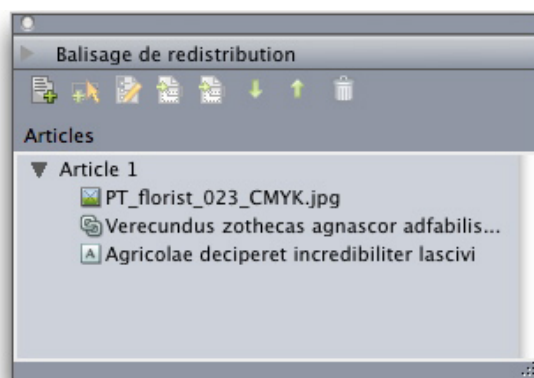 Balisage de redistribution
Articles
Article 1
PT_florist_023_CMYK.jpg
Verecundus zothecas agnascor adfabilis...
A Agricolae deciperet incredibiliter lascivi